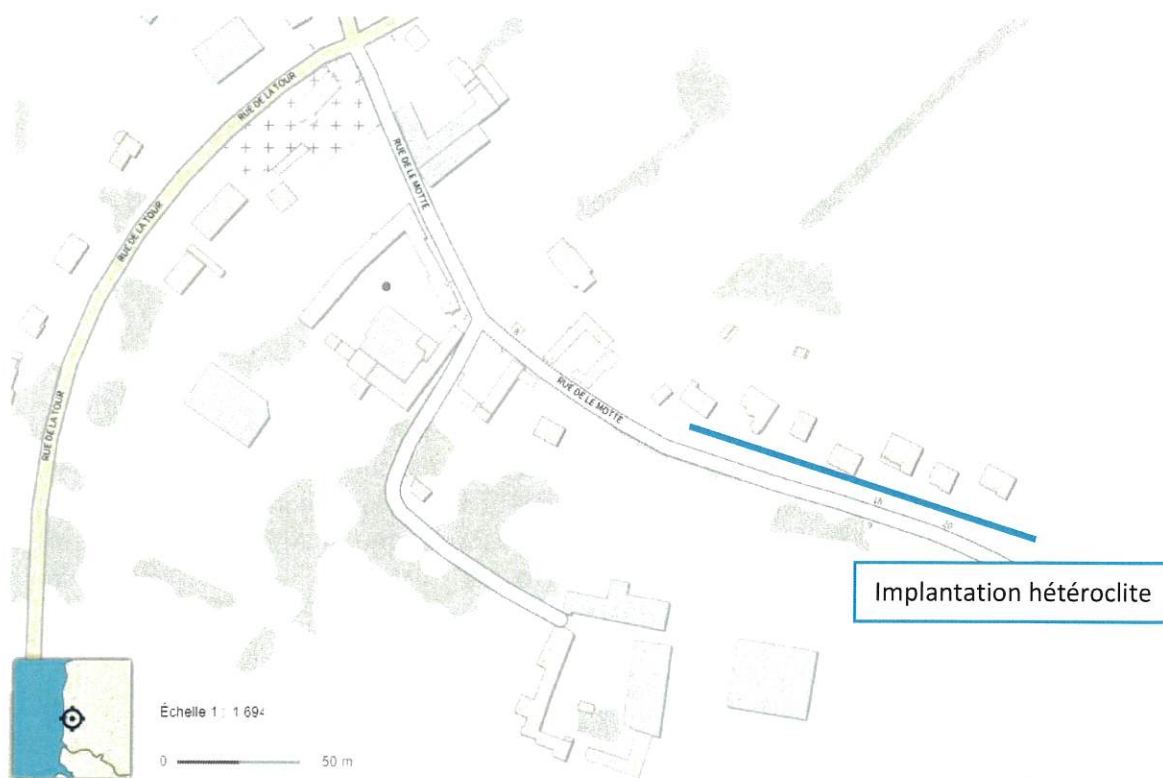 RUE DE LA TOUR
RUE DE LA TOUR
RUE DE LA TOUR
RUE DE LE MOTTE
RUE DE LE MOTTE
Implantation hétéroclite
Échelle 1 : 1 694
0 50 m